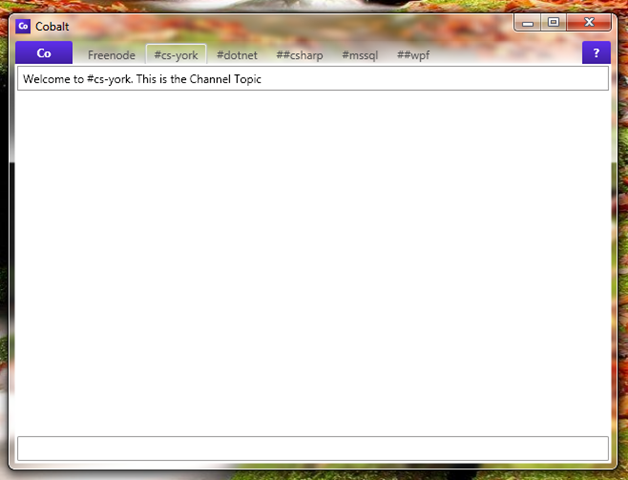 Co Cobalt
Co Freenode #cs-york #dotnet ##csharp #mssql ##wpf ?
Welcome to #cs-york. This is the Channel Topic